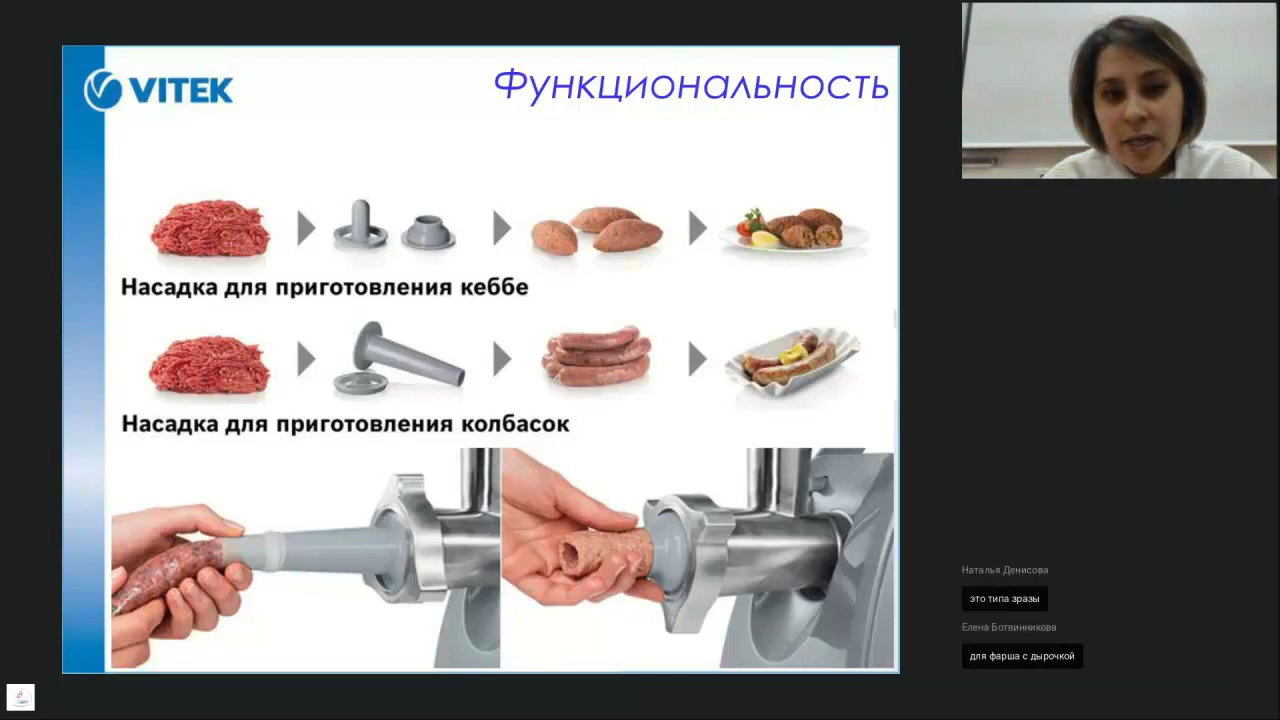 VITEK
Функциональность
Насадка для приготовления кеббе
Насадка для приготовления колбасок
Наталья Денисова
это типа зразы
Елена Ботвинникова
для фарша с дырочкой